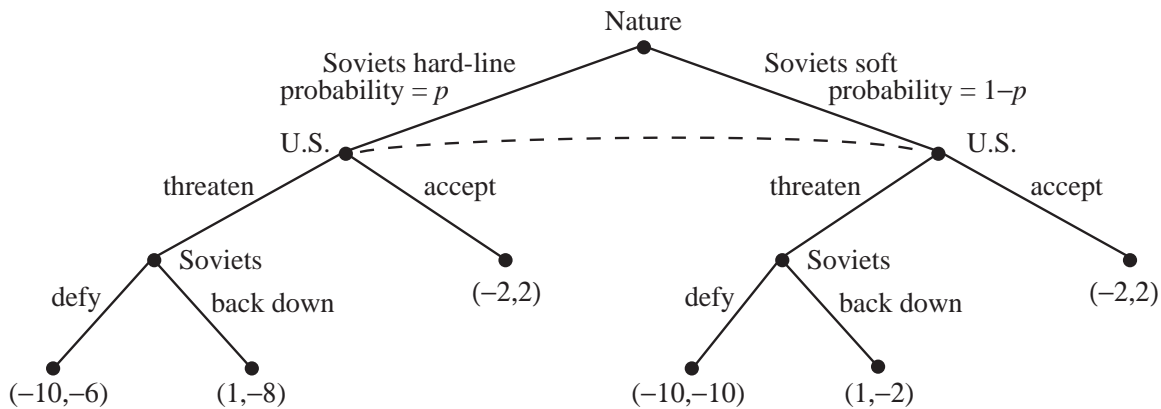 Nature
Soviets hard-line
probability = p
Soviets soft
probability = 1–p
U.S.
U.S.
threaten
accept
threaten
accept
Soviets
(–2,2)
Soviets
(–2,2)
defy
back down
defy
back down
(–10,–6)
(1,–8)
(–10,–10)
(1,–2)